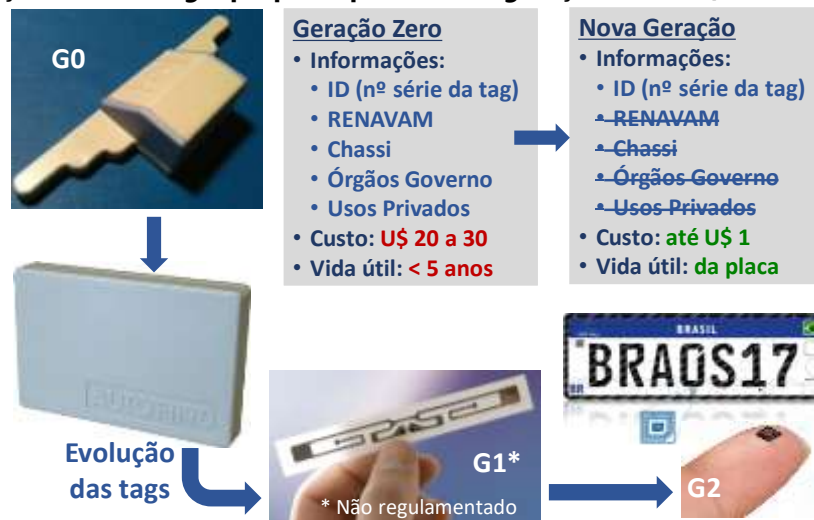 G0
Geração Zero
• Informações:
• ID (nº série da tag)
• RENAVAM
• Chassi
• Órgãos Governo
• Usos Privados
• Custo: U$ 20 a 30
• Vida útil: < 5 anos
Nova Geração
• Informações:
• ID (nº série da tag)
• RENAVAM
• Chassi
• Órgãos Governo
• Usos Privados
• Custo: até U$ 1
• Vida útil: da placa
Evolução
das tags
G1*
* Não regulamentado
BRASIL
BRA0S17
BR
G2